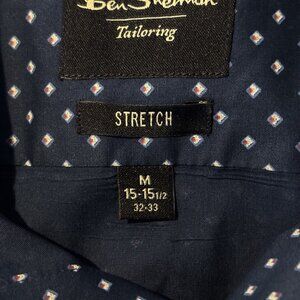 Ben Sherman
Tailoring
STRETCH
M
15-15 1/2
32-33